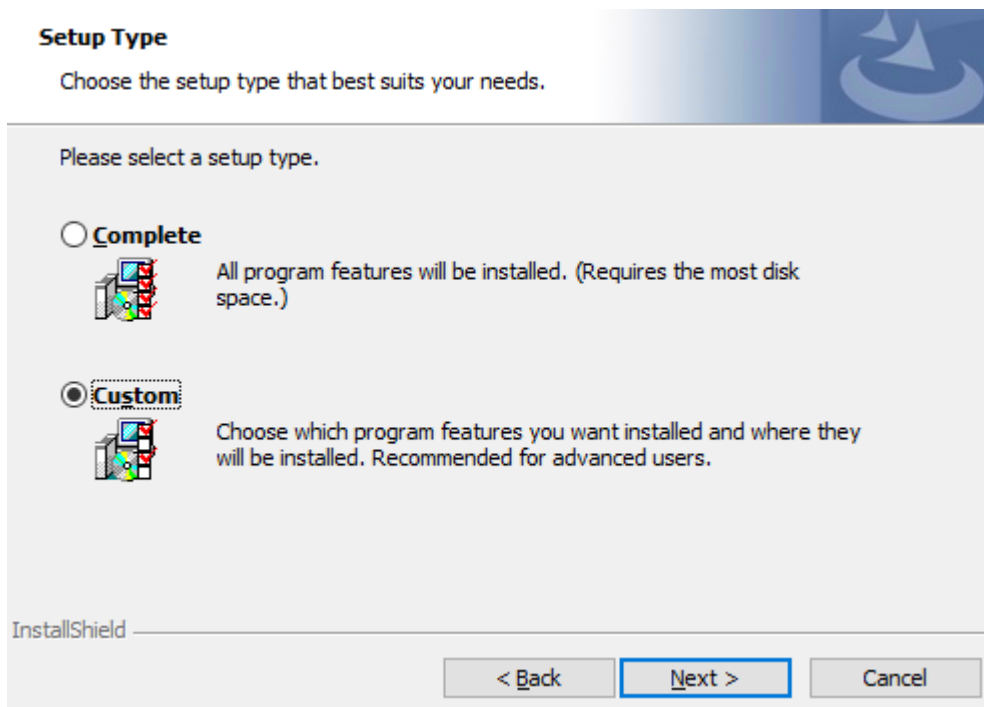 Setup Type
Choose the setup type that best suits your needs.
Please select a setup type.
Complete
All program features will be installed. (Requires the most disk
space.)
Custom
Choose which program features you want installed and where they
will be installed. Recommended for advanced users.
InstallShield
< Back
Next >
Cancel